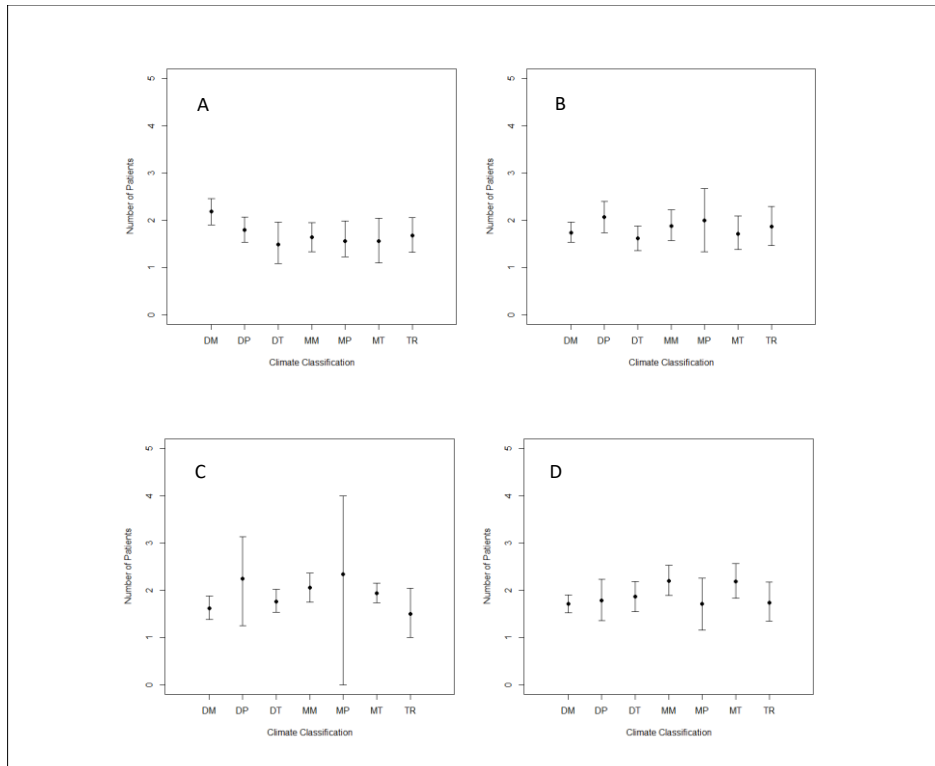 A
Number of Patients
5
4
3
2
1
0
DM DP DT MM MP MT TR
Climate Classification
B
Number of Patients
5
4
3
2
1
0
DM DP DT MM MP MT TR
Climate Classification
C
Number of Patients
5
4
3
2
1
0
DM DP DT MM MP MT TR
Climate Classification
D
Number of Patients
5
4
3
2
1
0
DM DP DT MM MP MT TR
Climate Classification